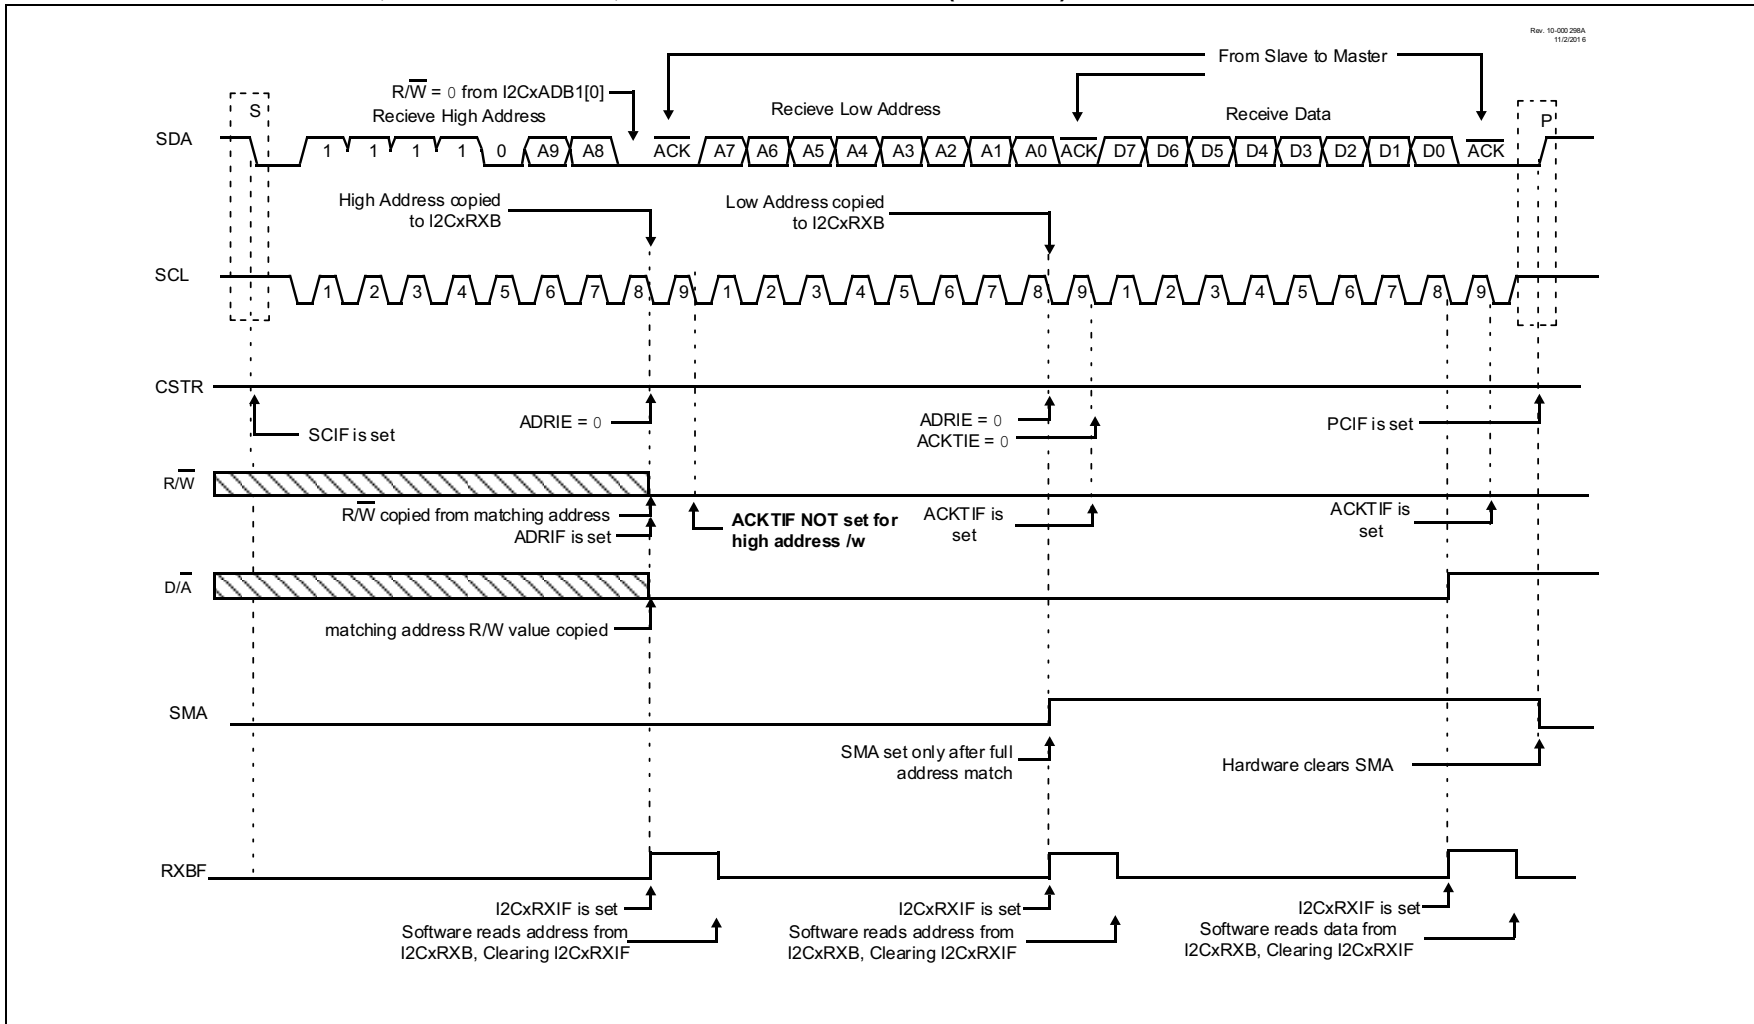 Rev. 10-000298A
11/2/2016
From Slave to Master
R/W = 0 from I2CxADB1[0]
Recieve High Address
Recieve Low Address
Receive Data
S
P
SDA
1 1 1 1 0 A9 A8 ACK A7 A6 A5 A4 A3 A2 A1 A0 ACK D7 D6 D5 D4 D3 D2 D1 D0 ACK
High Address copied
to I2CxRXB
Low Address copied
to I2CxRXB
SCL
1 2 3 4 5 6 7 8 9 1 2 3 4 5 6 7 8 9 1 2 3 4 5 6 7 8 9
CSTR
SCIF is set
ADRIE = 0
ADRIE = 0
ACKTIE = 0
PCIF is set
R/W
R/W copied from matching address
ADRIF is set
ACKTIF NOT set for
high address /w
ACKTIF is
set
ACKTIF is
set
D/A
matching address R/W value copied
SMA
SMA set only after full
address match
Hardware clears SMA
RXBF
I2CxRXIF is set
Software reads address from
I2CxRXB, Clearing I2CxRXIF
I2CxRXIF is set
Software reads address from
I2CxRXB, Clearing I2CxRXIF
I2CxRXIF is set
Software reads data from
I2CxRXB, Clearing I2CxRXIF